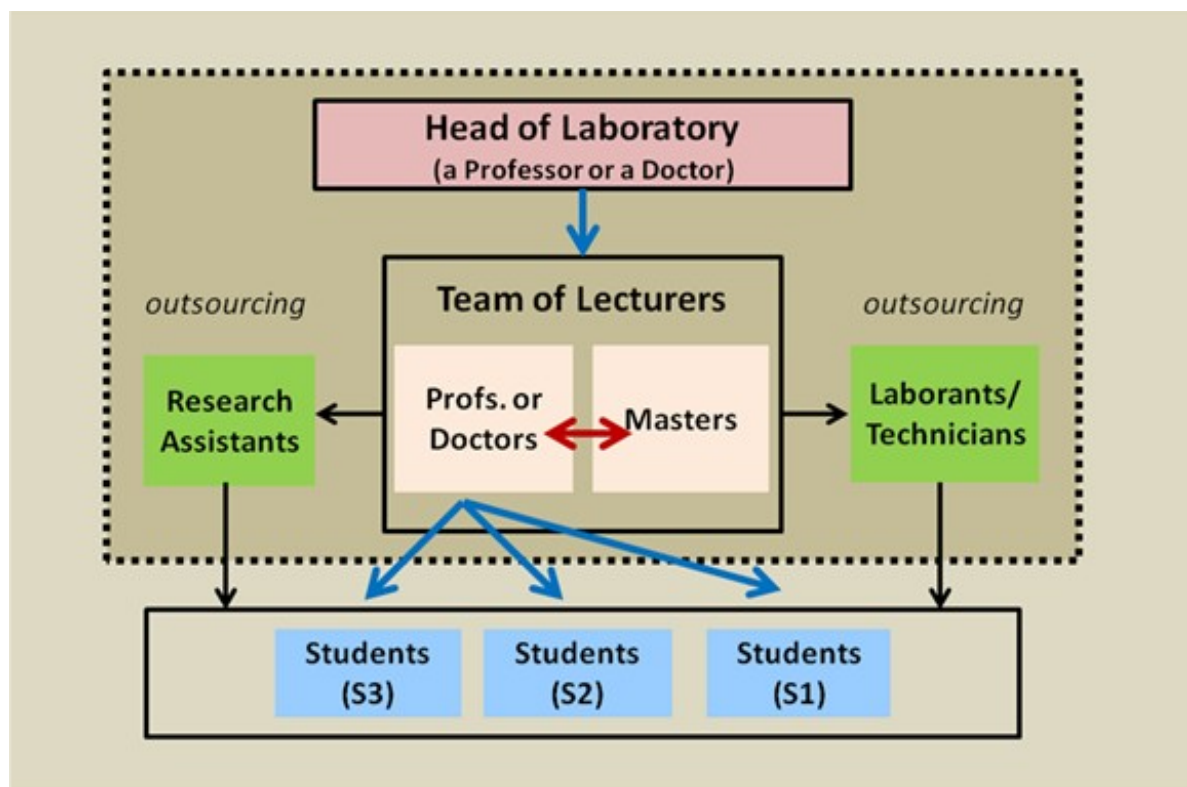 Head of Laboratory
(a Professor or a Doctor)
Team of Lecturers
outsourcing
outsourcing
Research
Assistants
Profs. or
Doctors
Masters
Laborants/
Technicians
Students
(S3)
Students
(S2)
Students
(S1)